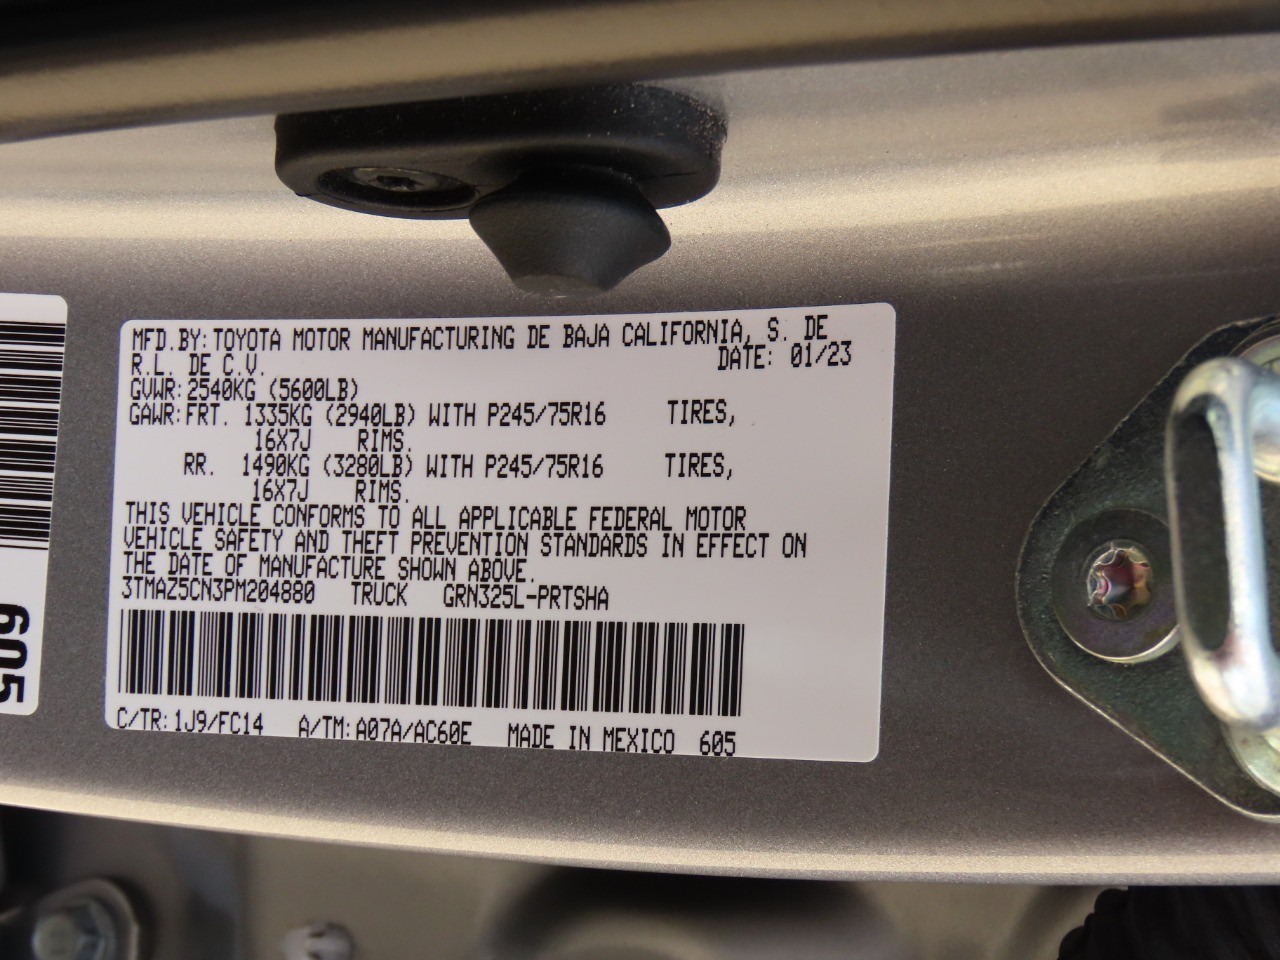 MFD.BY: TOYOTA MOTOR MANUFACTURING DE BAJA CALIFORNIA, S. DE
R.L. DE C.V. DATE: 01/23
GVWR: 2540KG (5600LB)
GAWR: FRT. 1335KG (2940LB) WITH P245/75R16 TIRES,
16X7J RIMS.
RR. 1490KG (3280LB) WITH P245/75R16 TIRES,
16X7J RIMS.
THIS VEHICLE CONFORMS TO ALL APPLICABLE FEDERAL MOTOR
VEHICLE SAFETY AND THEFT PREVENTION STANDARDS IN EFFECT ON
THE DATE OF MANUFACTURE SHOWN ABOVE.
3TMAZ5CN3PM204880 TRUCK GRN325L-PRTSHA
C/TR: 1J9/FC14 A/TM: A07A/AC60E MADE IN MEXICO 605
605